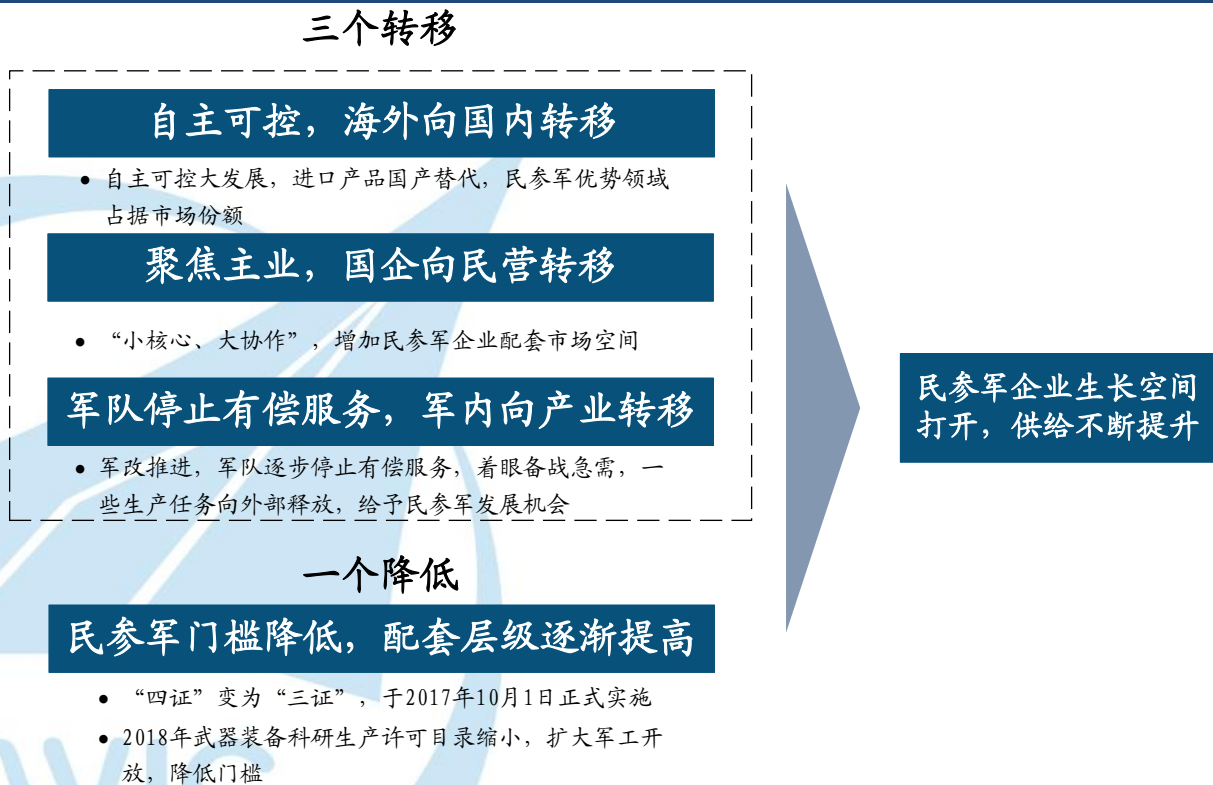 三个转移
自主可控，海外向国内转移
• 自主可控大发展，进口产品国产替代，民参军优势领域
占据市场份额
聚焦主业，国企向民营转移
• “小核心、大协作”，增加民参军企业配套市场空间
军队停止有偿服务，军内向产业转移
• 军改推进，军队逐步停止有偿服务，着眼备战急需，一
些生产任务向外部释放，给予民参军发展机会
一个降低
民参军门槛降低，配套层级逐渐提高
• “四证”变为“三证”，于2017年10月1日正式实施
• 2018年武器装备科研生产许可目录缩小，扩大军工开
放，降低门槛
民参军企业生长空间
打开，供给不断提升
AVIC